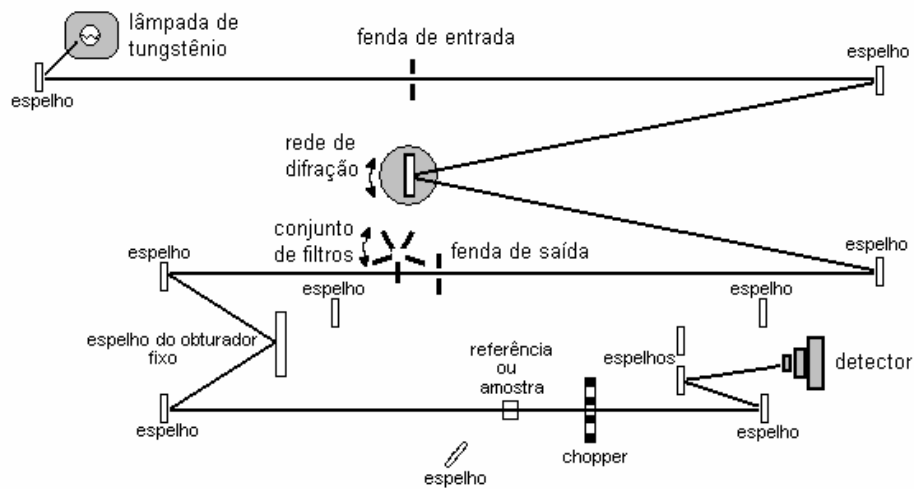 lâmpada de
tungstênio
espelho
fenda de entrada
espelho
rede de
difração
conjunto
de filtros
fenda de saída
espelho
espelho
espelho
espelho
espelho do obturador
fixo
referência
ou
amostra
espelhos
detector
espelho
espelho
chopper
espelho